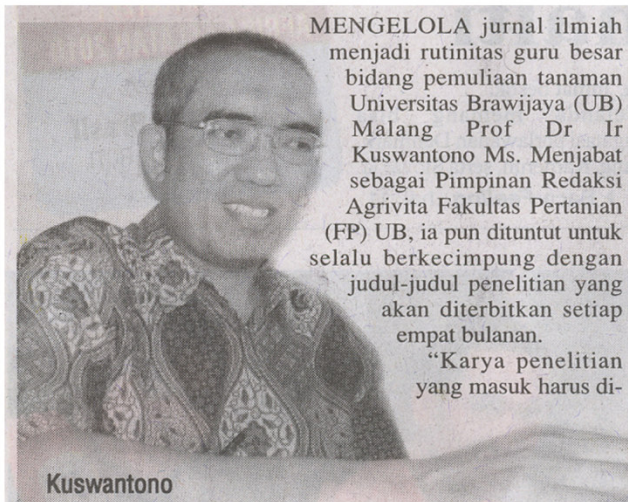 MENGELOLA jurnal ilmiah
menjadi rutinitas guru besar
bidang pemuliaan tanaman
Universitas Brawijaya (UB)
Malang Prof Dr Ir
Kuswantono Ms. Menjabat
sebagai Pimpinan Redaksi
Agrivita Fakultas Pertanian
(FP) UB, ia pun dituntut untuk
selalu berkecimpung dengan
judul-judul penelitian yang
akan diterbitkan setiap
empat bulanan.
“Karya penelitian
yang masuk harus di-
Kuswantono